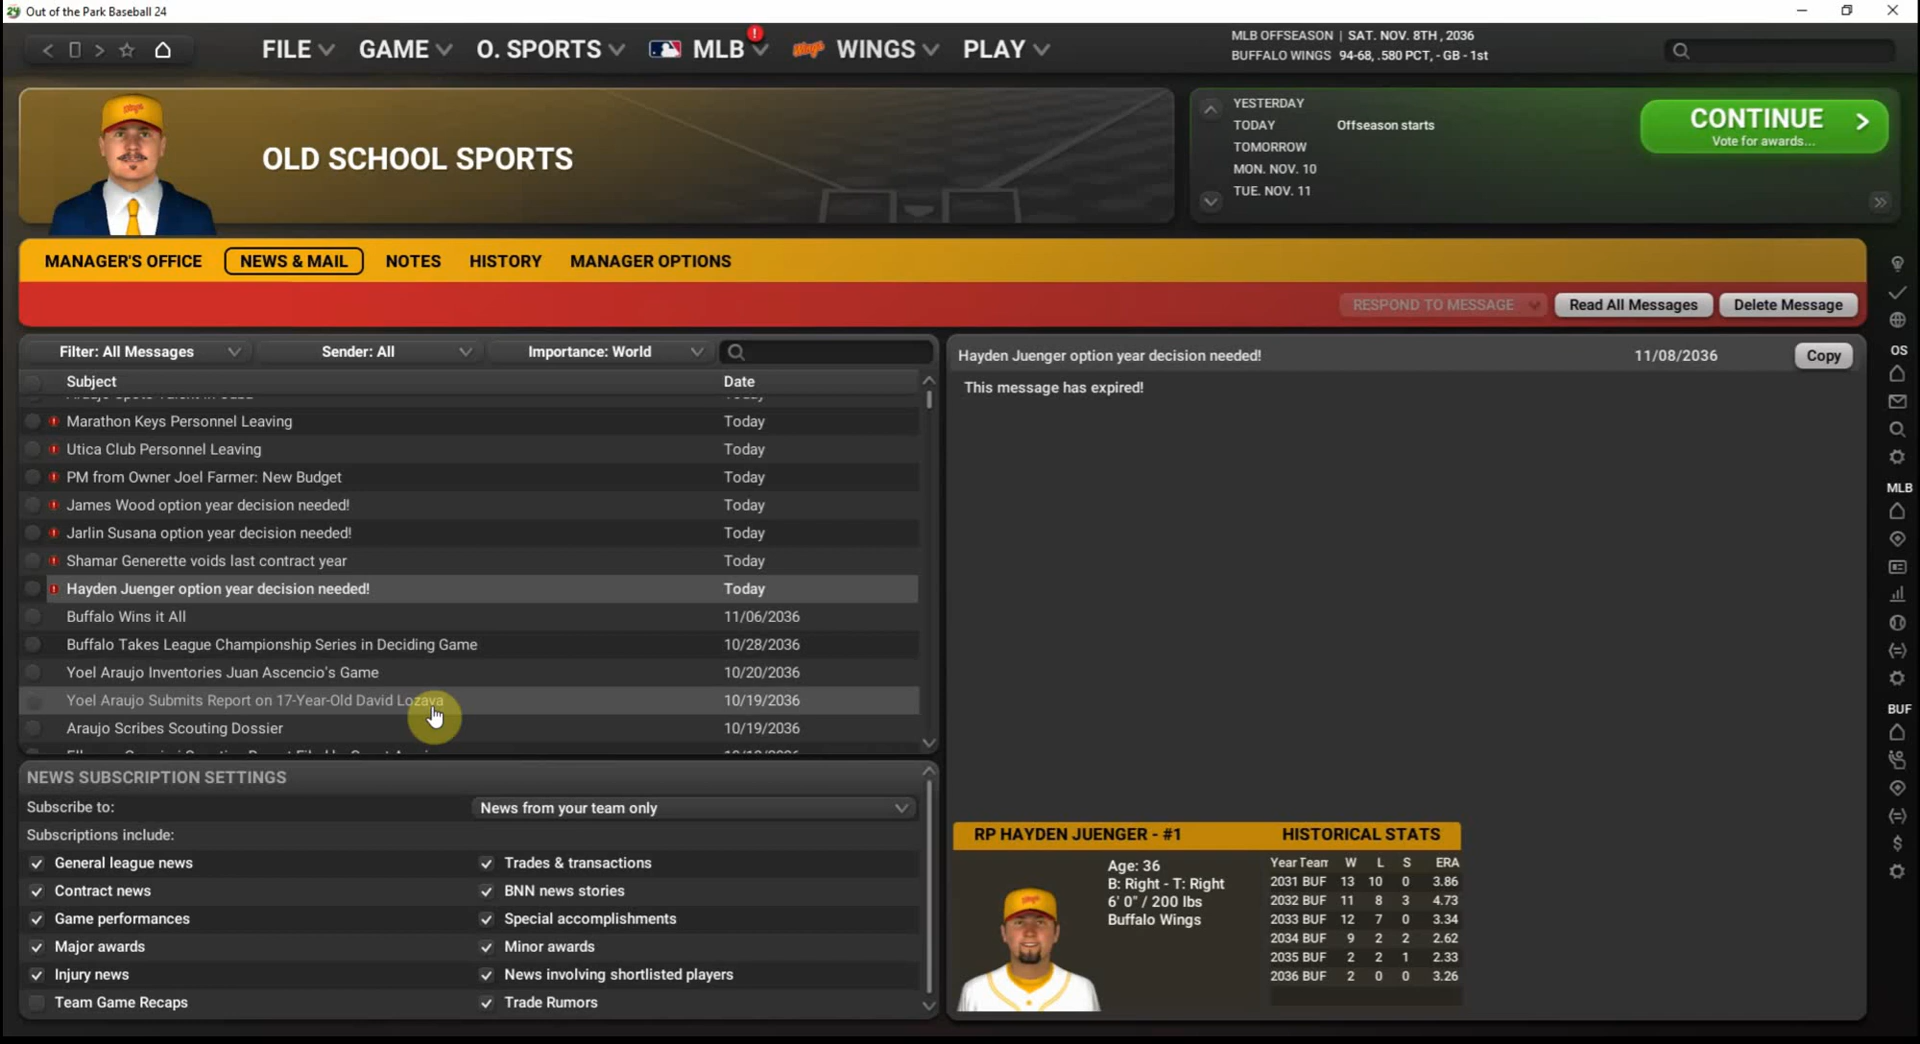 Out of the Park Baseball 24
FILE
GAME
O. SPORTS
MLB
WINGS
PLAY
MLB OFFSEASON | SAT. NOV. 8TH , 2036
BUFFALO WINGS 94-68, .580 PCT, - GB - 1st
OLD SCHOOL SPORTS
YESTERDAY
TODAY Offseason starts
TOMORROW
MON. NOV. 10
TUE. NOV. 11
CONTINUE
Vote for awards...
MANAGER'S OFFICE
NEWS & MAIL
NOTES
HISTORY
MANAGER OPTIONS
RESPOND TO MESSAGE
Read All Messages
Delete Message
Filter: All Messages
Sender: All
Importance: World
Subject Date
Marathon Keys Personnel Leaving Today
Utica Club Personnel Leaving Today
PM from Owner Joel Farmer: New Budget Today
James Wood option year decision needed! Today
Jarlin Susana option year decision needed! Today
Shamar Generette voids last contract year Today
Hayden Juenger option year decision needed! Today
Buffalo Wins it All 11/06/2036
Buffalo Takes League Championship Series in Deciding Game 10/28/2036
Yoel Araujo Inventories Juan Ascencio's Game 10/20/2036
Yoel Araujo Submits Report on 17-Year-Old David Lozava 10/19/2036
Araujo Scribes Scouting Dossier 10/19/2036
Hayden Juenger option year decision needed! 11/08/2036
Copy
This message has expired!
NEWS SUBSCRIPTION SETTINGS
Subscribe to: News from your team only
Subscriptions include:
General league news Trades & transactions
Contract news BNN news stories
Game performances Special accomplishments
Major awards Minor awards
Injury news News involving shortlisted players
Team Game Recaps Trade Rumors
RP HAYDEN JUENGER - #1
Age: 36
B: Right - T: Right
6' 0" / 200 lbs
Buffalo Wings
HISTORICAL STATS
Year Team W L S ERA
2031 BUF 13 10 0 3.86
2032 BUF 11 8 3 4.73
2033 BUF 12 7 0 3.34
2034 BUF 9 2 2 2.62
2035 BUF 2 2 1 2.33
2036 BUF 2 0 0 3.26
OS
MLB
BUF